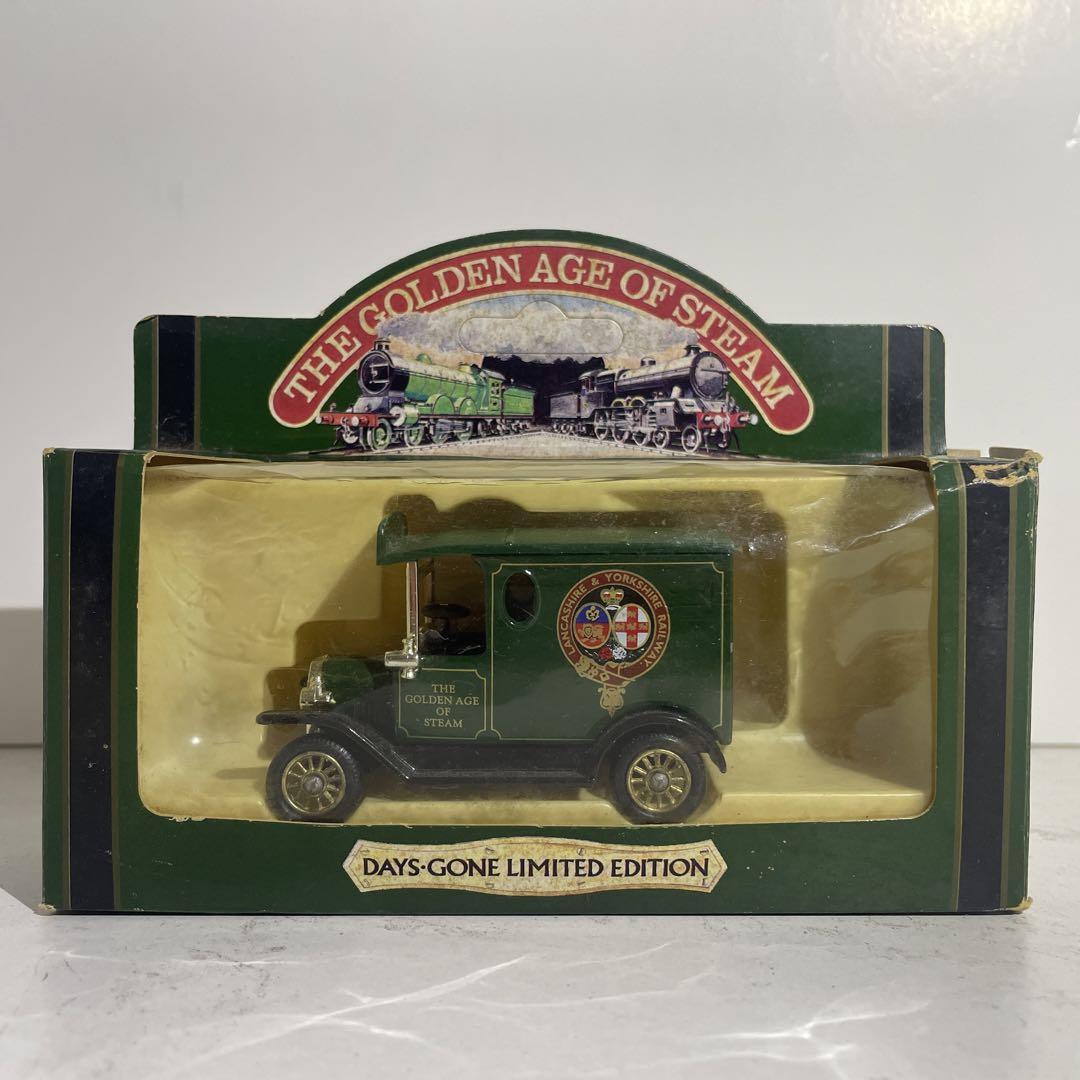 THE GOLDEN AGE OF STEAM
LANCASHIRE & YORKSHIRE RAILWAY.
THE
GOLDEN AGE
OF
STEAM
DAYS·GONE LIMITED EDITION